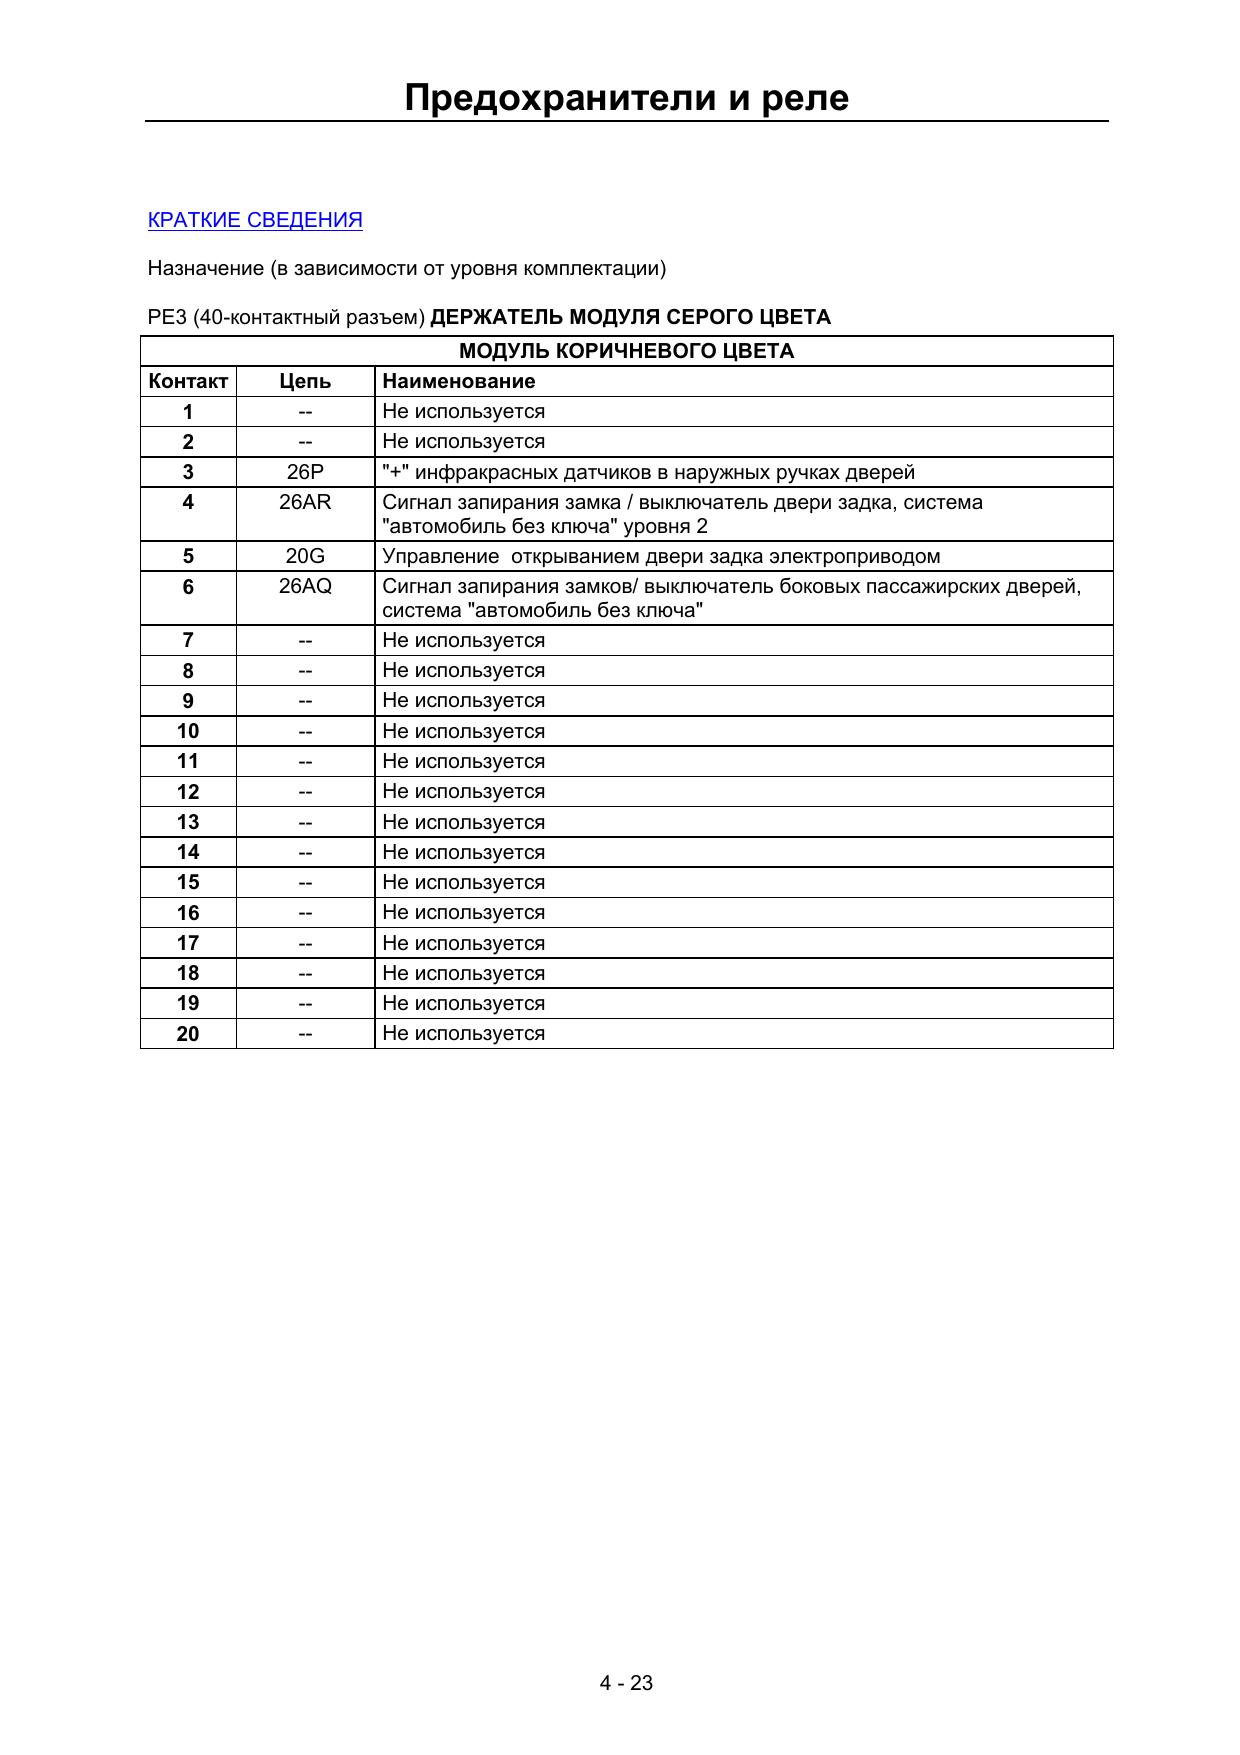 Предохранители и реле
КРАТКИЕ СВЕДЕНИЯ
Назначение (в зависимости от уровня комплектации)
PE3 (40-контактный разъем) ДЕРЖАТЕЛЬ МОДУЛЯ СЕРОГО ЦВЕТА
МОДУЛЬ КОРИЧНЕВОГО ЦВЕТА
Контакт Цепь Наименование
1 -- Не используется
2 -- Не используется
3 26P "+" инфракрасных датчиков в наружных ручках дверей
4 26AR Сигнал запирания замка / выключатель двери задка, система
"автомобиль без ключа" уровня 2
5 20G Управление  открыванием двери задка электроприводом
6 26AQ Сигнал запирания замков/ выключатель боковых пассажирских дверей,
система "автомобиль без ключа"
7 -- Не используется
8 -- Не используется
9 -- Не используется
10 -- Не используется
11 -- Не используется
12 -- Не используется
13 -- Не используется
14 -- Не используется
15 -- Не используется
16 -- Не используется
17 -- Не используется
18 -- Не используется
19 -- Не используется
20 -- Не используется
4 - 23